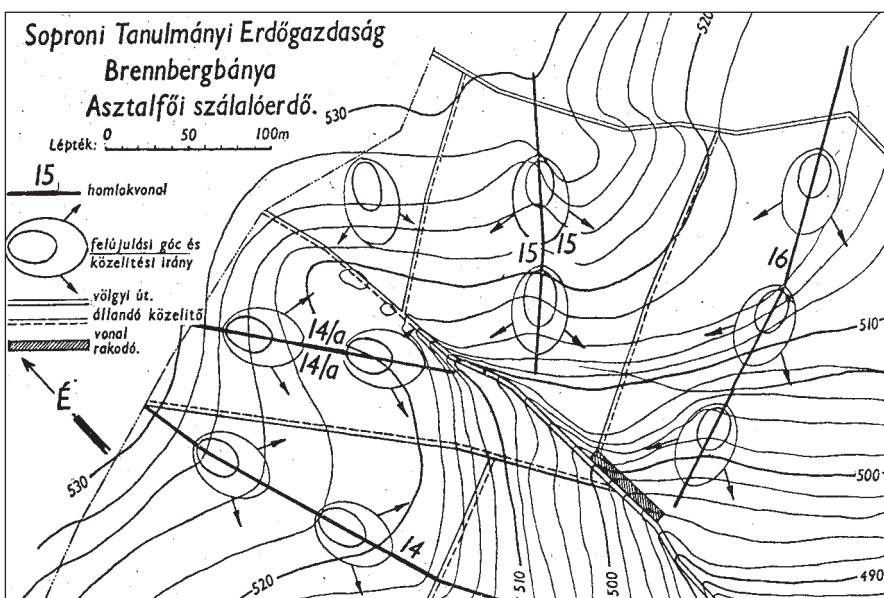 Soproni Tanulmányi Erdőgazdaság
Brennbergbánya
Asztalfői szálalóerdő.
Lépték: 0 50 100m
15 homlokvonal
felújulási góc és
közelítési irány
völgyi út.
állandó közelítő
vonal
rakodó.
É
530
520
15 15
16
510
14/a
14/a
530
14
520
510
500
500
490